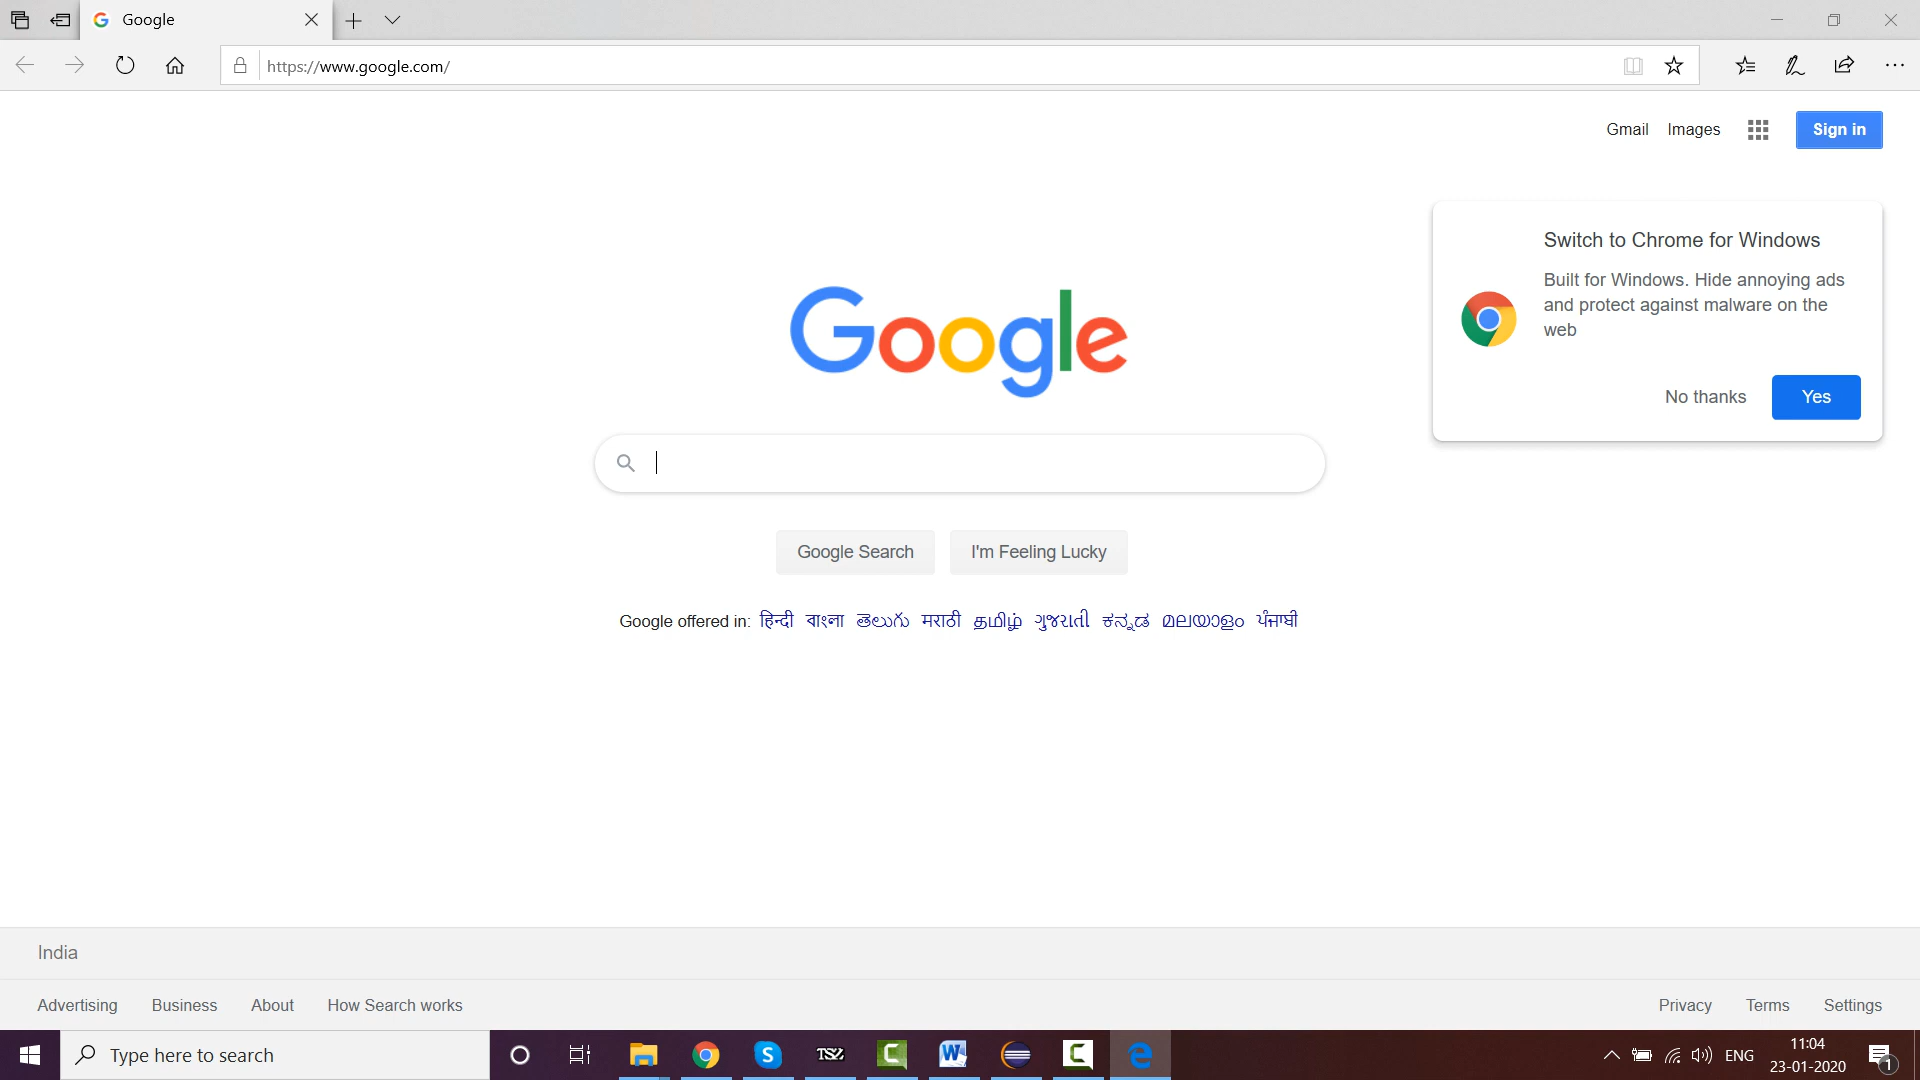 Google
https://www.google.com/
Gmail Images Sign in
Switch to Chrome for Windows
Built for Windows. Hide annoying ads
and protect against malware on the
web
No thanks Yes
Google
Google Search I'm Feeling Lucky
Google offered in: हिन्दी বাংলা తెలుగు मराठी தமிழ் ગુજરાતી ಕನ್ನಡ മലയാളം ਪੰਜਾਬੀ
India
Advertising Business About How Search works Privacy Terms Settings
Type here to search
S TSZ C W C ENG
11:04
23-01-2020
1